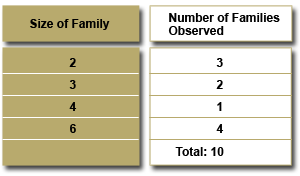 Size of Family
Number of Families
Observed
2 3
3 2
4 1
6 4
Total: 10